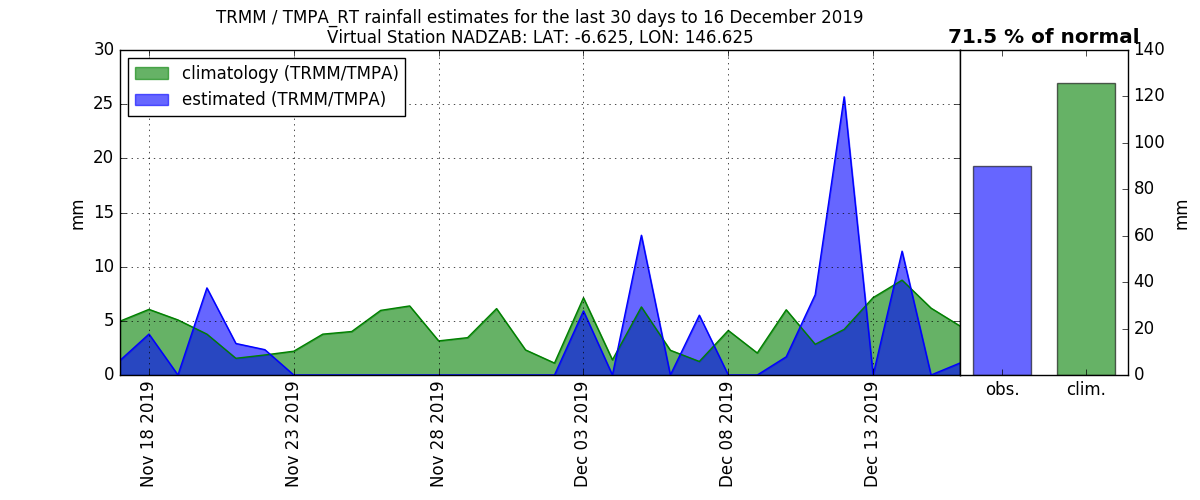 TRMM / TMPA_RT rainfall estimates for the last 30 days to 16 December 2019
Virtual Station NADZAB: LAT: -6.625, LON: 146.625
71.5 % of normal
climatology (TRMM/TMPA)
estimated (TRMM/TMPA)
30
25
20
15
10
5
0
mm
Nov 18 2019
Nov 23 2019
Nov 28 2019
Dec 03 2019
Dec 08 2019
Dec 13 2019
obs.
clim.
140
120
100
80
60
40
20
0
mm